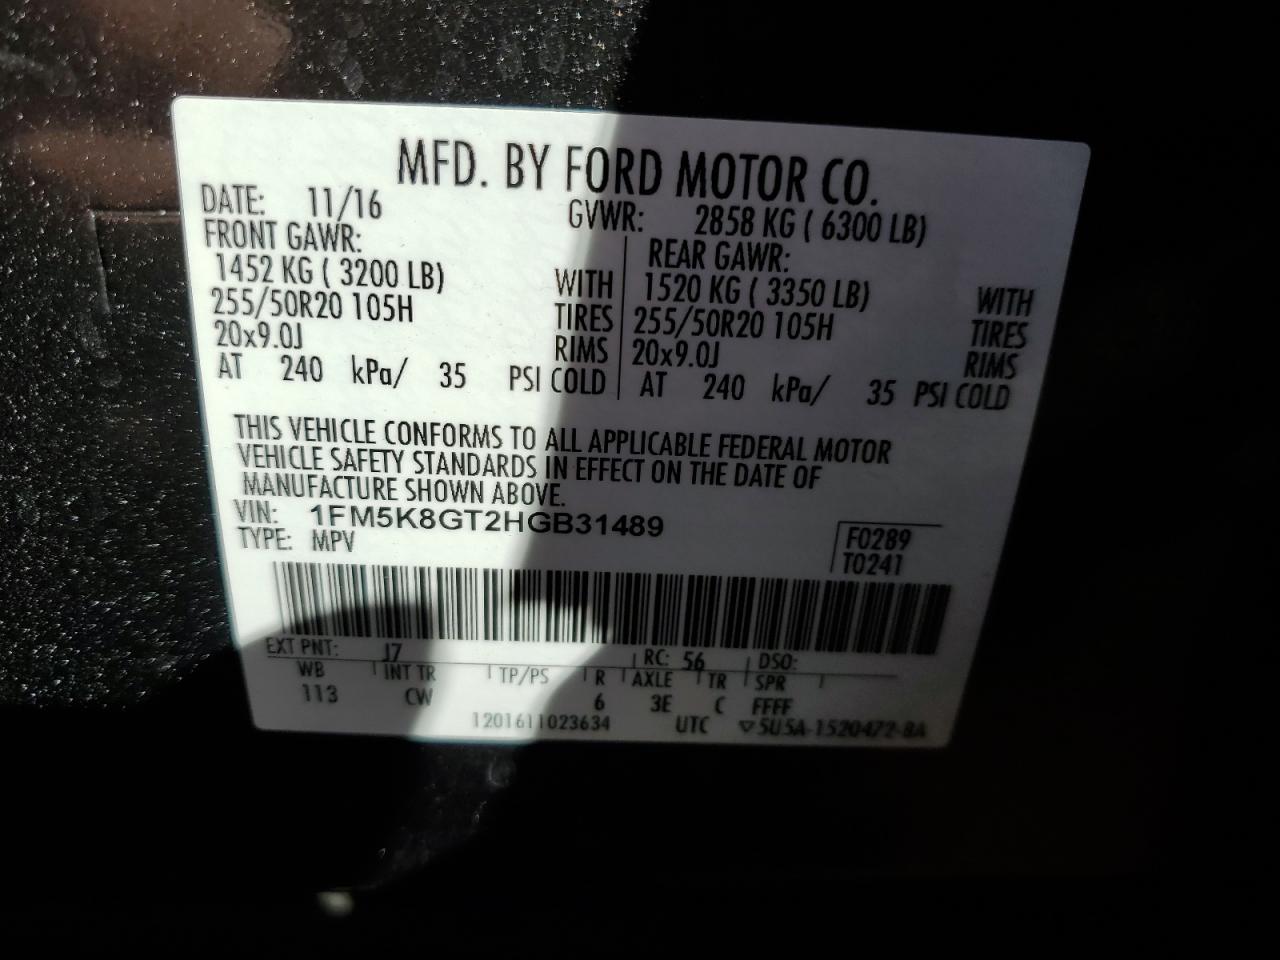 MFD. BY FORD MOTOR CO.
DATE: 11/16 GVWR: 2858 KG ( 6300 LB)
FRONT GAWR: REAR GAWR:
1452 KG ( 3200 LB) WITH 1520 KG ( 3350 LB) WITH
255/50R20 105H TIRES 255/50R20 105H TIRES
20x9.0J RIMS 20x9.0J RIMS
AT 240 kPa/ 35 PSI COLD AT 240 kPa/ 35 PSI COLD
THIS VEHICLE CONFORMS TO ALL APPLICABLE FEDERAL MOTOR
VEHICLE SAFETY STANDARDS IN EFFECT ON THE DATE OF
MANUFACTURE SHOWN ABOVE.
VIN: 1FM5K8GT2HGB31489 F0289
TYPE: MPV T0241
EXT PNT: J7 RC: 56 DSO:
WB INT TR TP/PS R AXLE TR SPR
113 CW 6 3E C FFFF
1201611023634 UTC ▽5U5A-1520472-BA